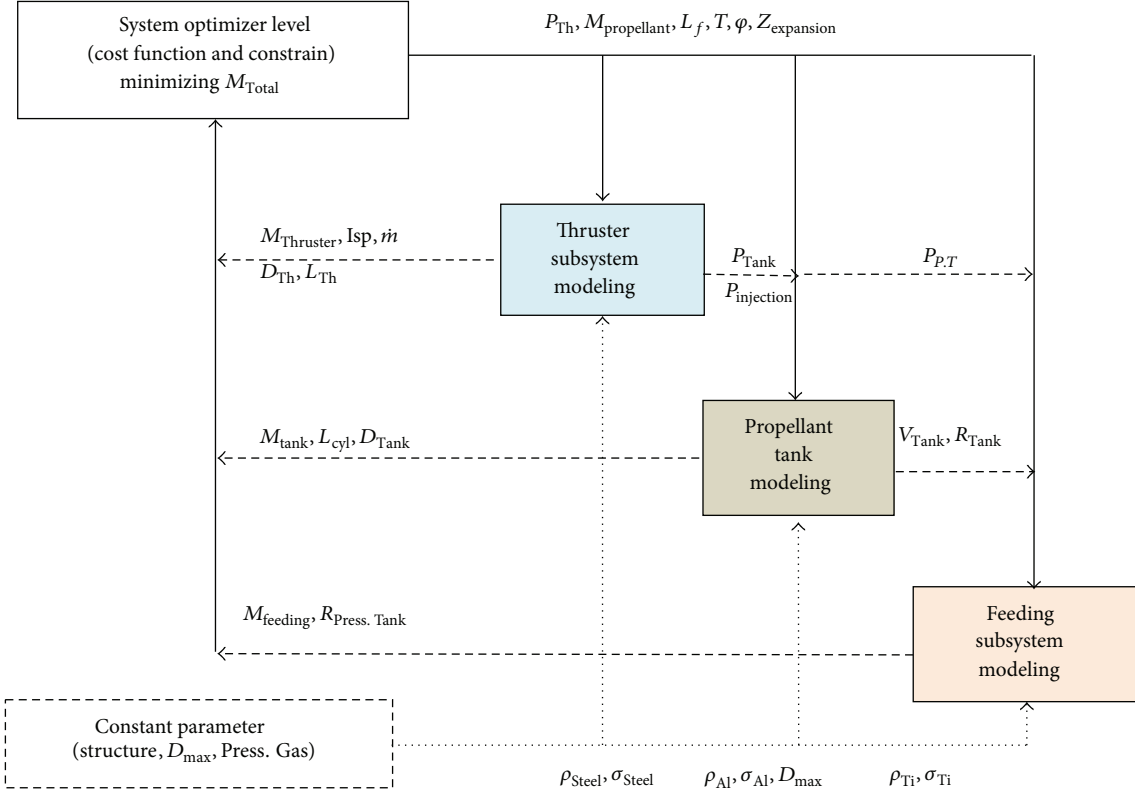 System optimizer level
(cost function and constrain)
minimizing M_Total
P_Th, M_propellant, L_f, T, φ, Z_expansion
Thruster
subsystem
modeling
M_Thruster, Isp, ṁ
D_Th, L_Th
P_Tank
P_injection
P_P.T
Propellant
tank
modeling
M_tank, L_cyl, D_Tank
V_Tank, R_Tank
Feeding
subsystem
modeling
M_feeding, R_Press. Tank
Constant parameter
(structure, D_max, Press. Gas)
ρ_Steel, σ_Steel
ρ_Al, σ_Al, D_max
ρ_Ti, σ_Ti